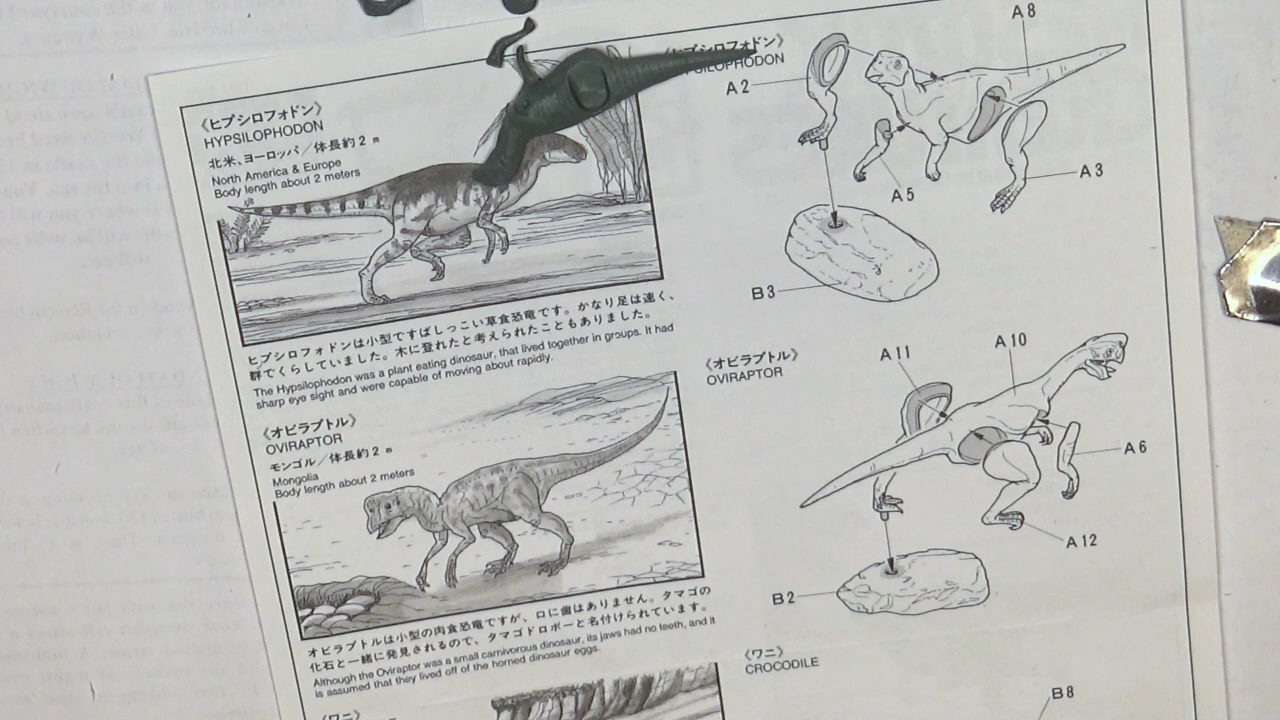 《ヒプシロフォドン》
HYPSILOPHODON
北米、ヨーロッパ／体長約2m
North America & Europe
Body length about 2 meters
ヒプシロフォドンは小型ですばしっこい草食恐竜です。かなり足は速く、
群でくらしていました。木に登れたと考えられたこともありました。
The Hypsilophodon was a plant eating dinosaur, that lived together in groups. It had
sharp eye sight and were capable of moving about rapidly.
《オビラプトル》
OVIRAPTOR
モンゴル／体長約2m
Mongolia
Body length about 2 meters
オビラプトルは小型の肉食恐竜ですが、口に歯はありません。タマゴの
化石と一緒に発見されるので、タマゴドロボーと名付けられています。
Although the Oviraptor was a small carnivorous dinosaur, its jaws had no teeth, and it
is assumed that they lived off of the horned dinosaur eggs.
《ワニ》
A8
A2
A5
A3
B3
《オビラプトル》
OVIRAPTOR
A11
A10
A6
A12
B2
《ワニ》
CROCODILE
B8